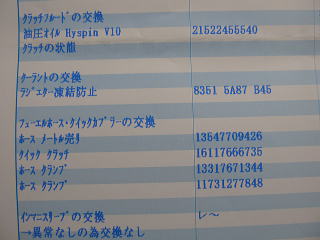 ｸﾗｯﾁﾌﾙｰﾄﾞの交換
油圧オイル Hyspin V10 21522455540
ｸﾗｯﾁの状態
ｸｰﾗﾝﾄの交換
ﾗｼﾞｴﾀｰ凍結防止 8351 5A87 B45
ﾌｭｰｴﾙﾎｰｽ･ｸｲｯｸｶﾌﾟﾗｰの交換
ﾎｰｽ ﾒｰﾄﾙ売り 13547709426
ｸｲｯｸ ｸﾗｯﾁ 16117666735
ﾎｰｽ ｸﾗﾝﾌﾟ 13317671344
ﾎｰｽ ｸﾗﾝﾌﾟ 11731277848
ｲﾝﾏﾆｽﾘｰﾌﾞの交換 レ～
→異常なしの為交換なし